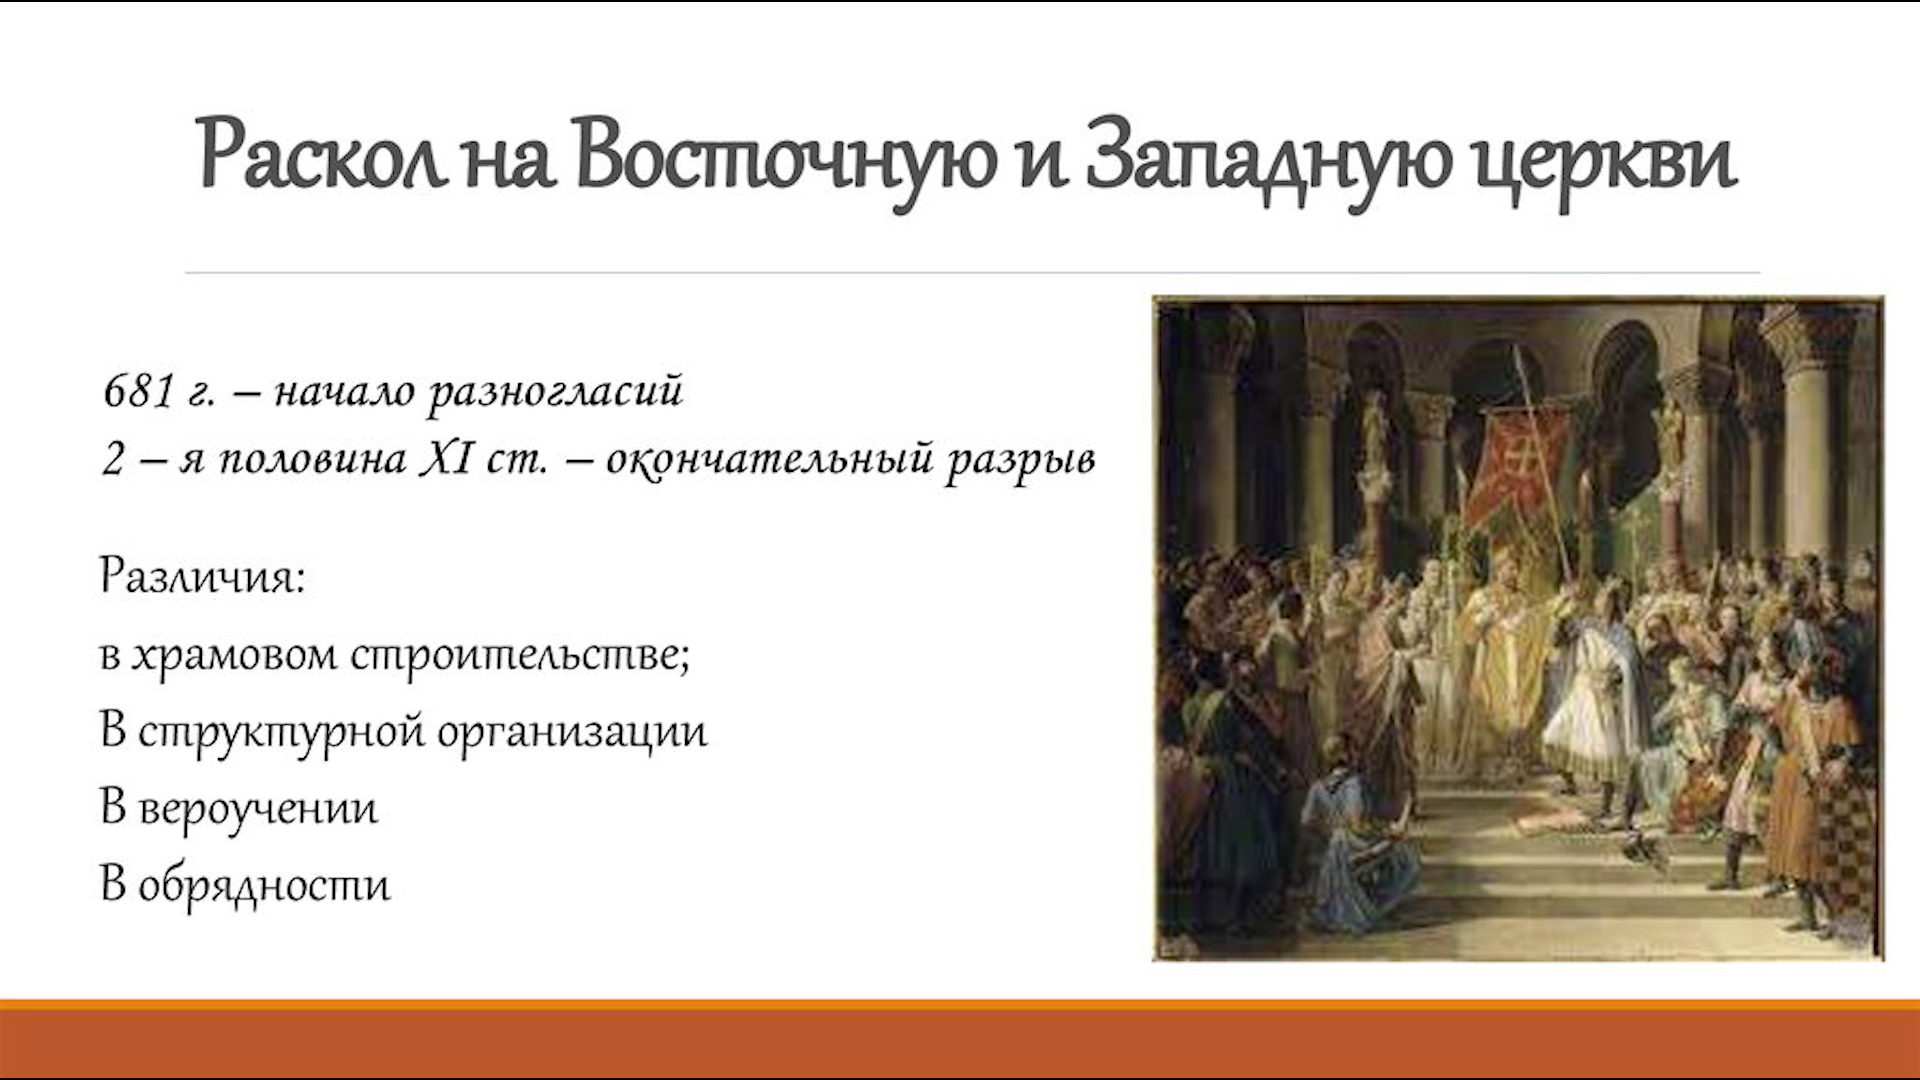 Раскол на Восточную и Западную церкви
681 г. – начало разногласий
2 – я половина XI ст. – окончательный разрыв
Различия:
в храмовом строительстве;
В структурной организации
В вероучении
В обрядности